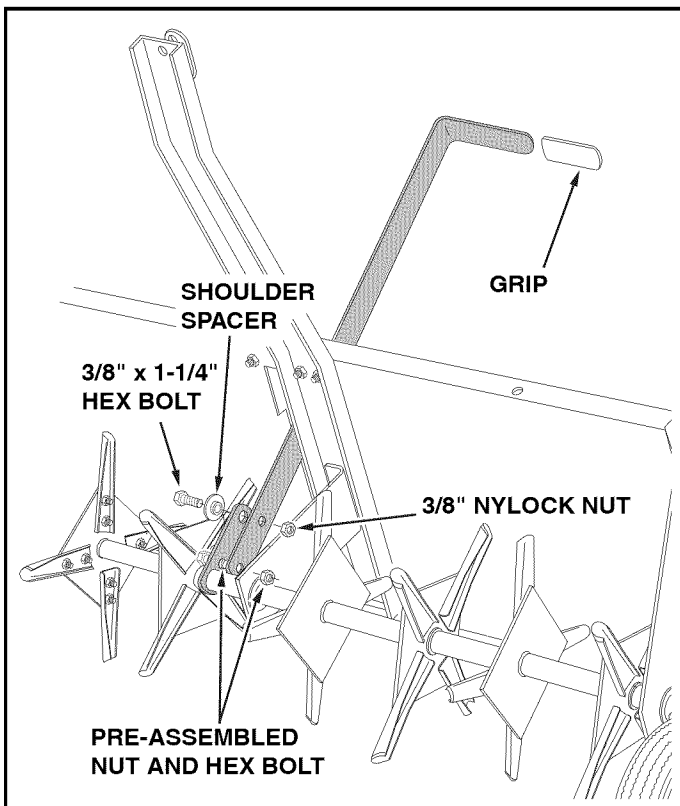 GRIP
SHOULDER
SPACER
3/8" x 1-1/4"
HEX BOLT
3/8" NYLOCK NUT
PRE-ASSEMBLED
NUT AND HEX BOLT